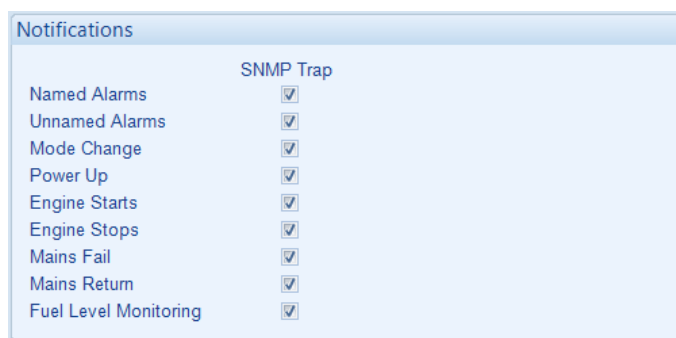 Notifications
SNMP Trap
Named Alarms
Unnamed Alarms
Mode Change
Power Up
Engine Starts
Engine Stops
Mains Fail
Mains Return
Fuel Level Monitoring